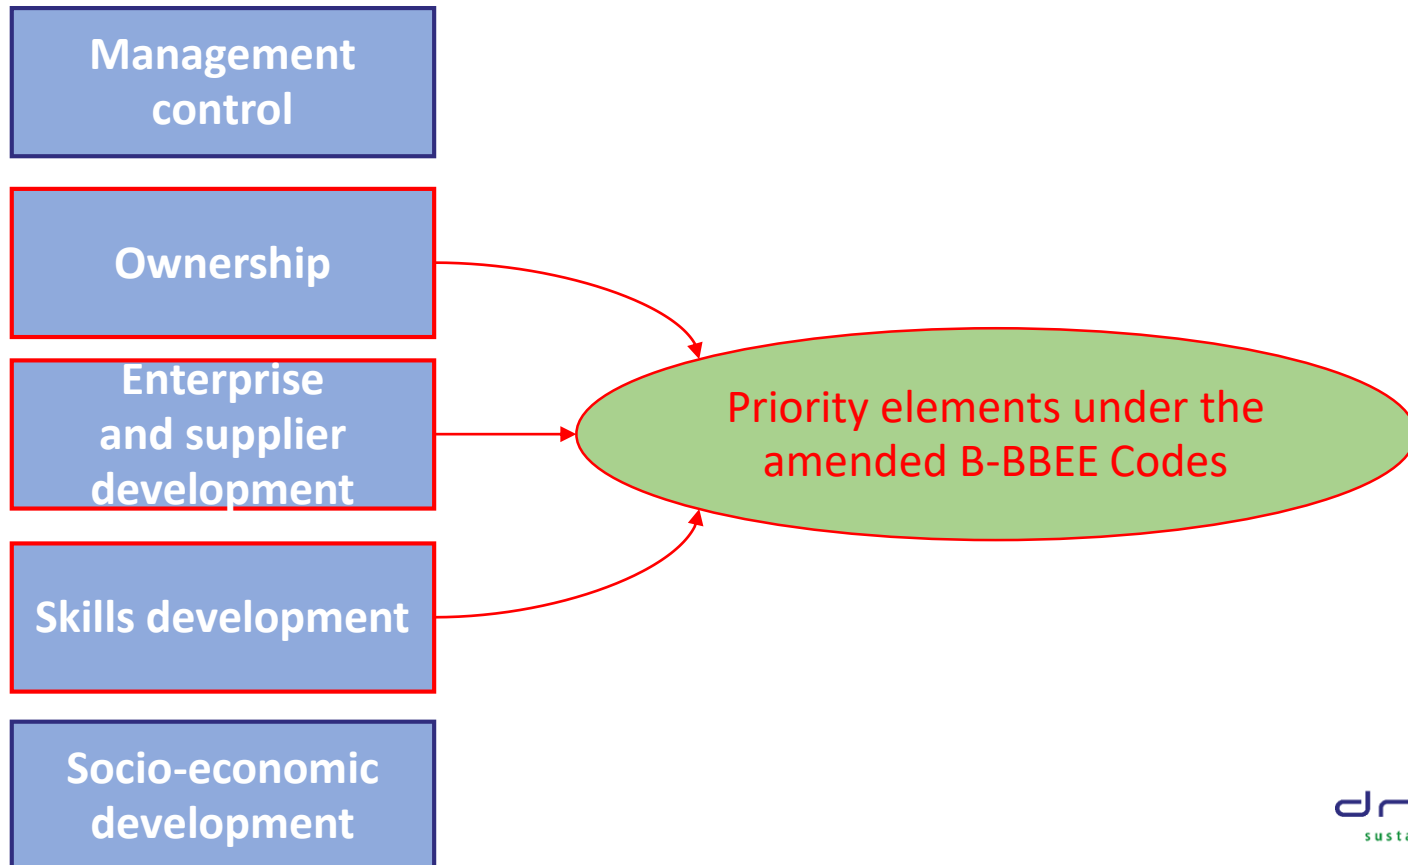 Management
control
Ownership
Enterprise
and supplier
development
Priority elements under the
amended B-BBEE Codes
Skills development
Socio-economic
development